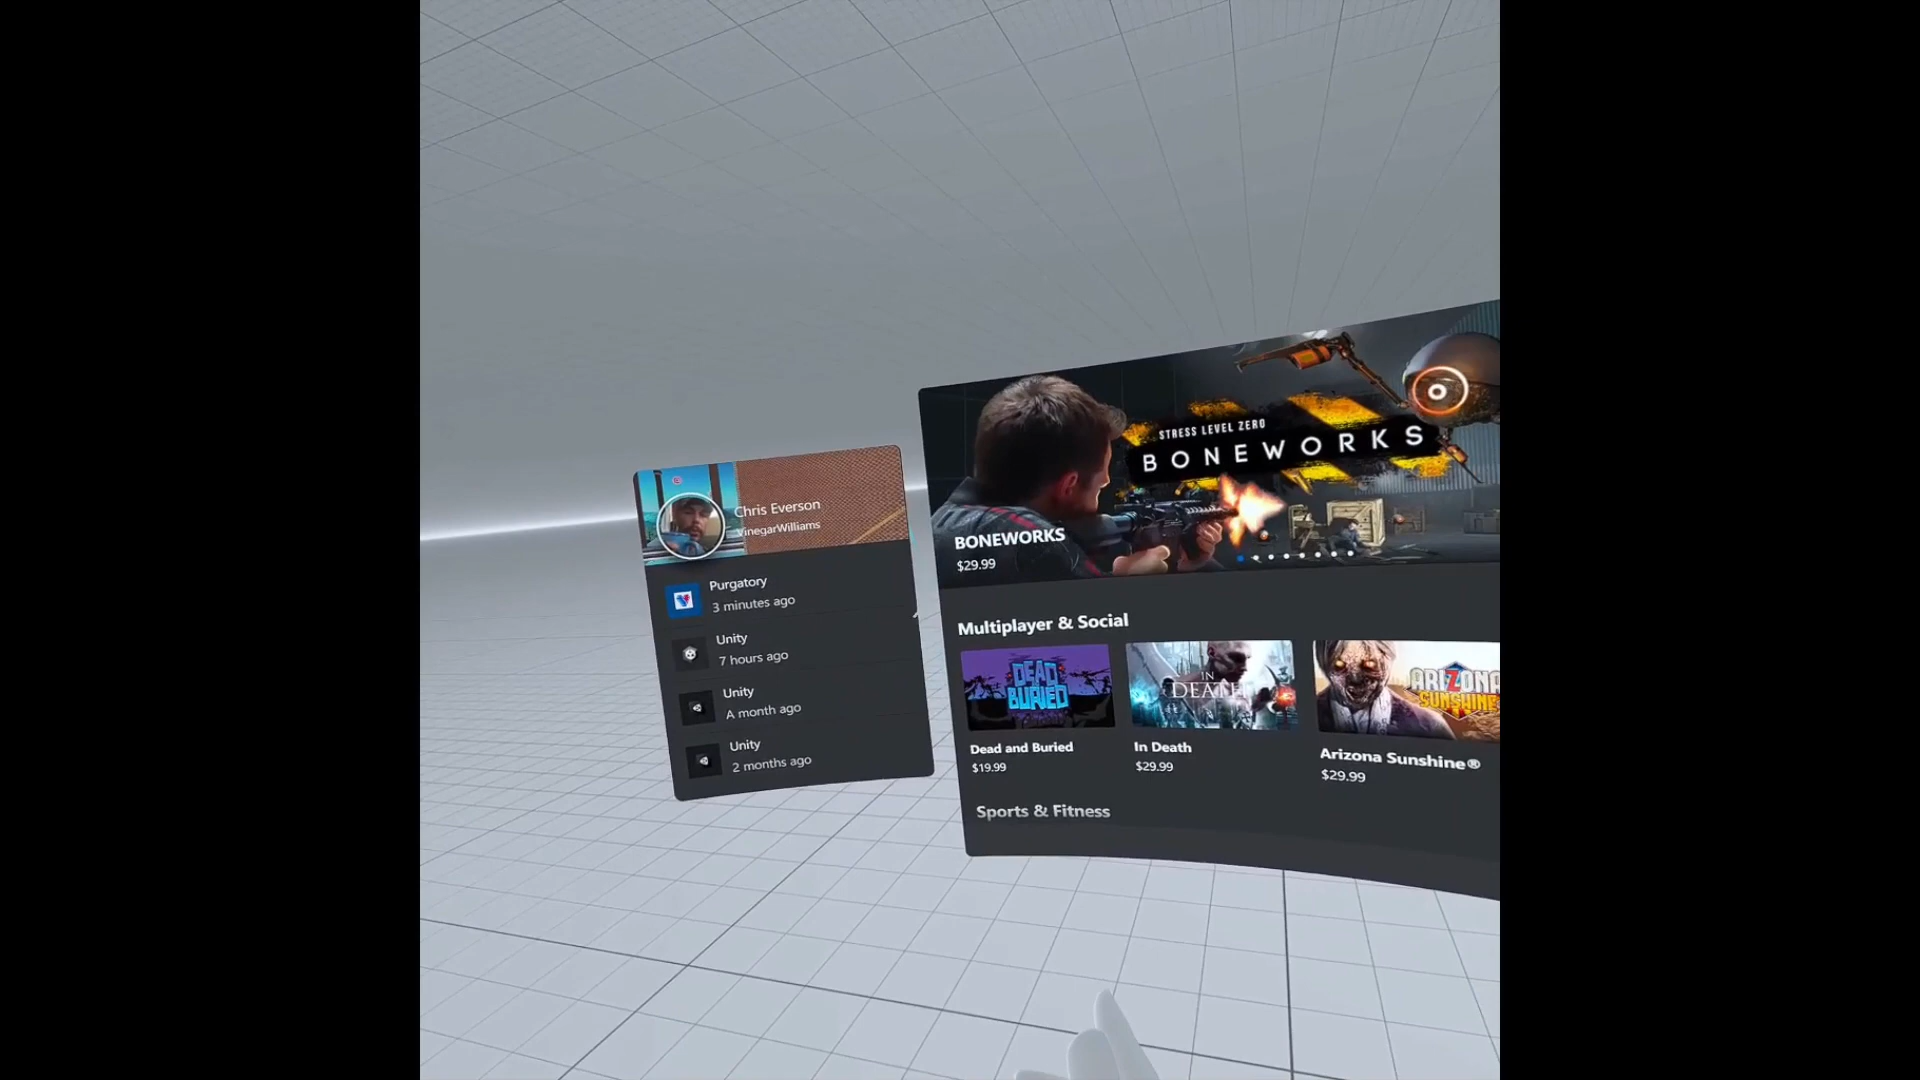 Chris Everson
VinegarWilliams
Purgatory
3 minutes ago
Unity
7 hours ago
Unity
A month ago
Unity
2 months ago
STRESS LEVEL ZERO
BONEWORKS
BONEWORKS
$29.99
Multiplayer & Social
DEAD
BURIED
IN
DEATH
ARIZONA
SUNSHINE
Dead and Buried
$19.99
In Death
$29.99
Arizona Sunshine®
$29.99
Sports & Fitness